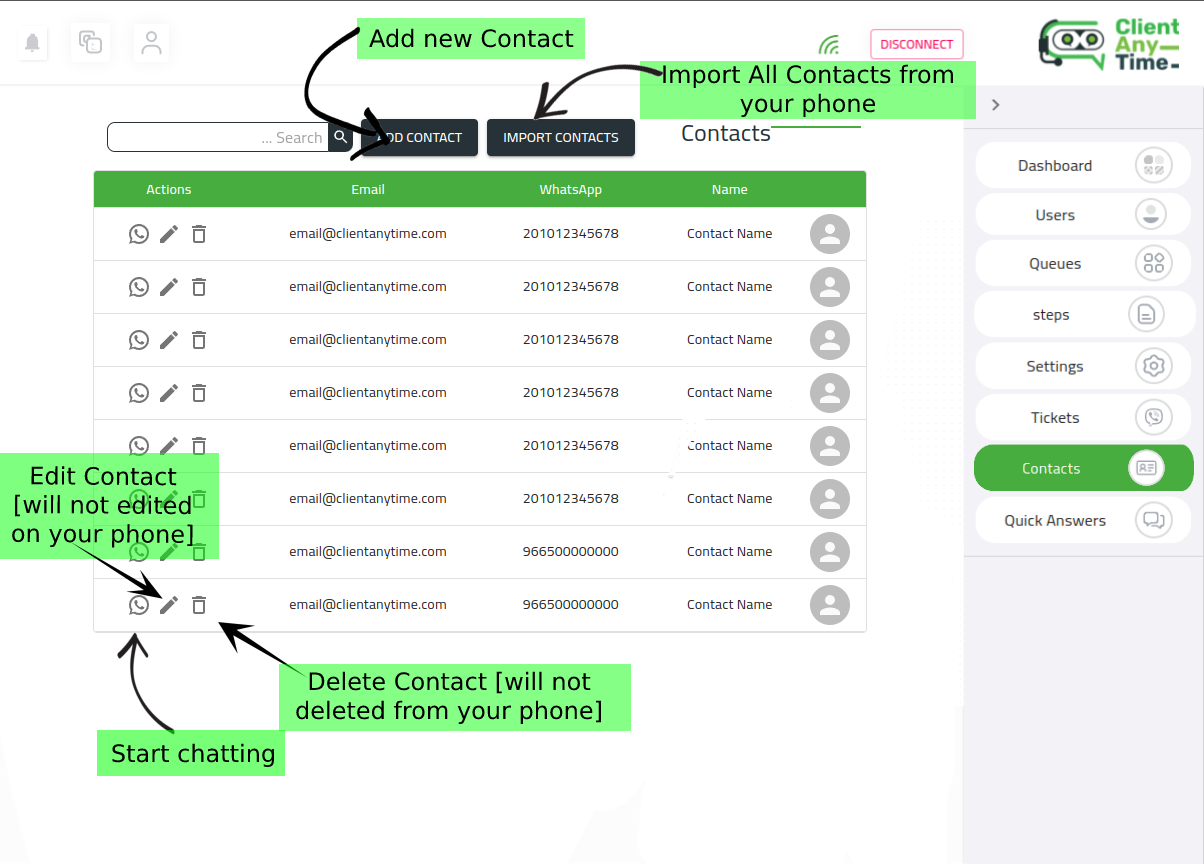 Add new Contact
DISCONNECT
Client
Any
Time
Import All Contacts from
your phone
... Search
ADD CONTACT
IMPORT CONTACTS
Contacts
Actions Email WhatsApp Name
email@clientanytime.com 201012345678 Contact Name
email@clientanytime.com 201012345678 Contact Name
email@clientanytime.com 201012345678 Contact Name
email@clientanytime.com 201012345678 Contact Name
email@clientanytime.com 201012345678 Contact Name
email@clientanytime.com 201012345678 Contact Name
email@clientanytime.com 966500000000 Contact Name
email@clientanytime.com 966500000000 Contact Name
Edit Contact
[will not edited
on your phone]
Delete Contact [will not
deleted from your phone]
Start chatting
Dashboard
Users
Queues
steps
Settings
Tickets
Contacts
Quick Answers